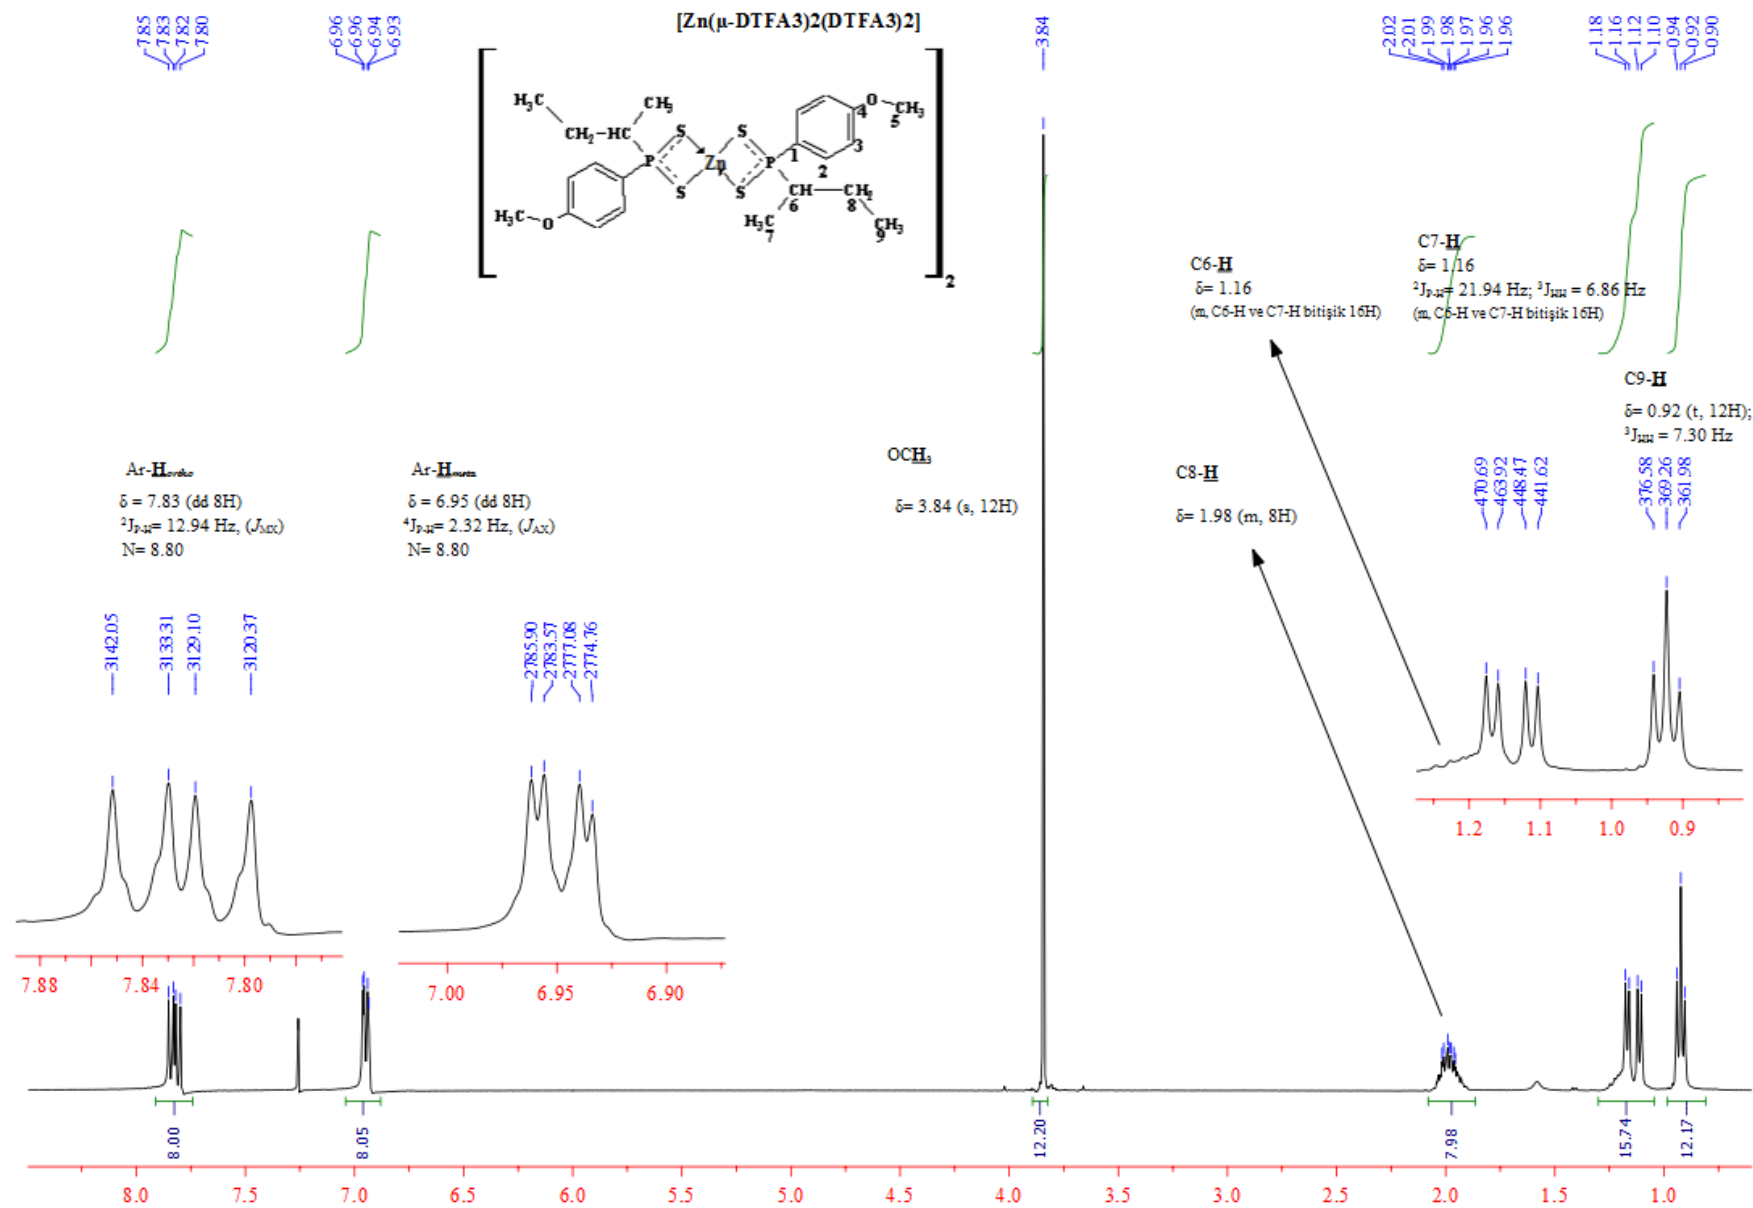 [Zn(μ-DTFA3)2(DTFA3)2]
7.85
7.83
7.82
7.80
6.96
6.96
6.94
6.93
3.84
2.02
2.01
1.99
1.98
1.97
1.96
1.96
1.18
1.16
1.12
1.10
0.94
0.92
0.90
H₃C
CH₃
CH₂
HC
P
S
S
Zn
S
S
P
1
2
3
4
O
CH₃
5
H₃C
O
CH
6
H₃C
7
CH₂
8
CH₃
9
2
C6-H
δ= 1.16
(m, C6-H ve C7-H bitişik 16H)
C7-H
δ= 1.16
²J_P-H= 21.94 Hz; ³J_HH = 6.86 Hz
(m, C6-H ve C7-H bitişik 16H)
C9-H
δ= 0.92 (t, 12H);
³J_HH = 7.30 Hz
Ar-H_ortho
δ = 7.83 (dd 8H)
²J_P-H= 12.94 Hz, (J_MX)
N= 8.80
Ar-H_meta
δ = 6.95 (dd 8H)
⁴J_P-H= 2.32 Hz, (J_AX)
N= 8.80
OCH₃
δ= 3.84 (s, 12H)
C8-H
δ= 1.98 (m, 8H)
470.69
463.92
448.47
441.62
376.58
369.26
361.98
3142.05
3133.31
3129.10
3120.37
2785.90
2783.57
2777.08
2774.76
1.2 1.1 1.0 0.9
7.88 7.84 7.80
7.00 6.95 6.90
8.00
8.05
12.20
7.98
15.74
12.17
8.0 7.5 7.0 6.5 6.0 5.5 5.0 4.5 4.0 3.5 3.0 2.5 2.0 1.5 1.0